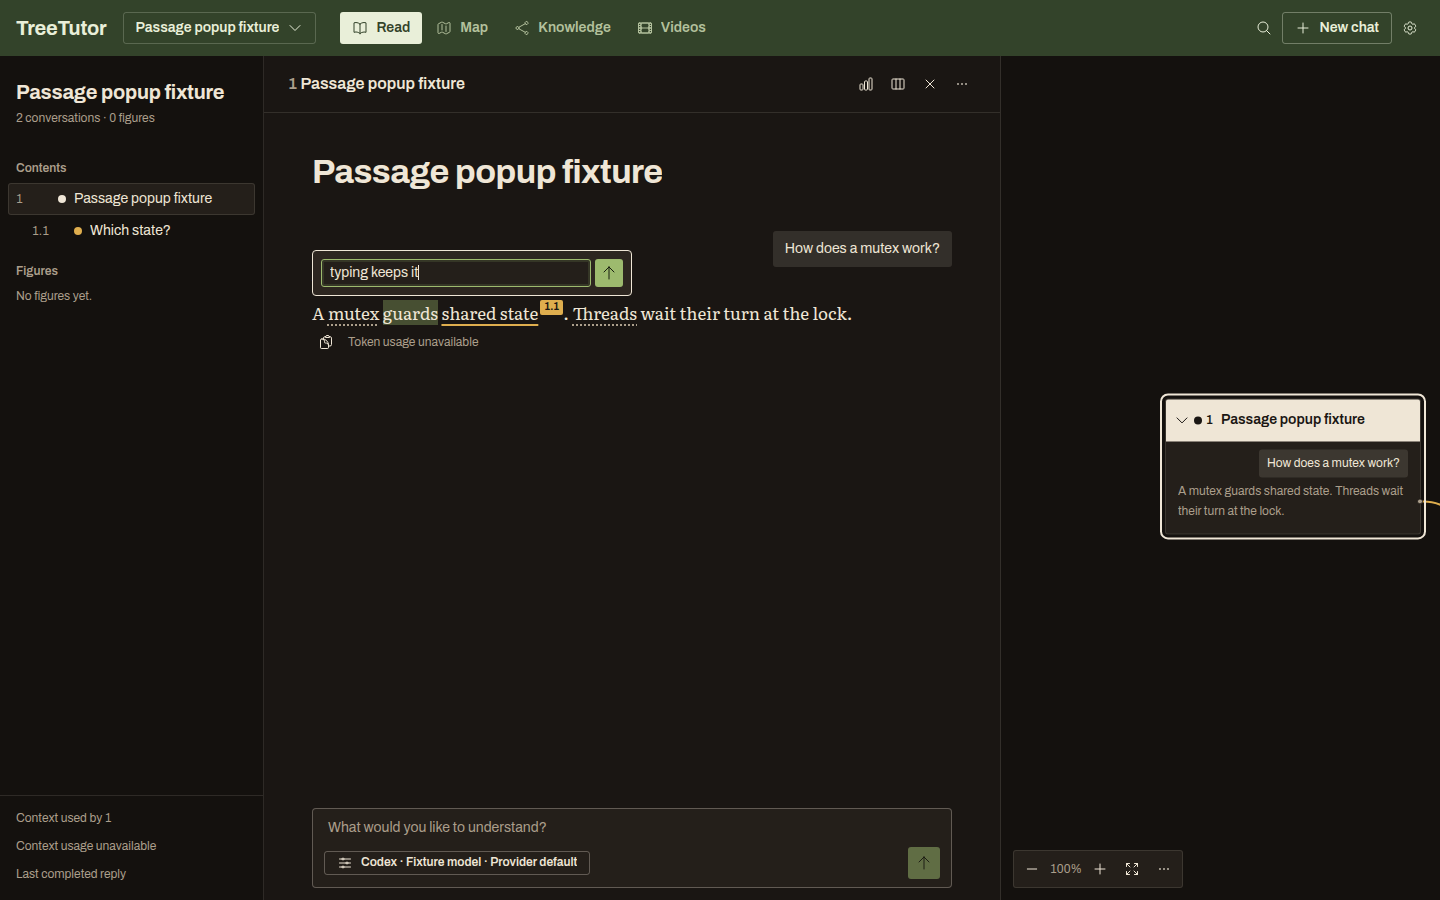 TreeTutor
Passage popup fixture
Read
Map
Knowledge
Videos
New chat
Passage popup fixture
2 conversations · 0 figures
Contents
1 Passage popup fixture
1.1 Which state?
Figures
No figures yet.
Context used by 1
Context usage unavailable
Last completed reply
1 Passage popup fixture
Passage popup fixture
How does a mutex work?
typing keeps it
A mutex guards shared state 1.1. Threads wait their turn at the lock.
Token usage unavailable
What would you like to understand?
Codex · Fixture model · Provider default
1 Passage popup fixture
How does a mutex work?
A mutex guards shared state. Threads wait
their turn at the lock.
100%